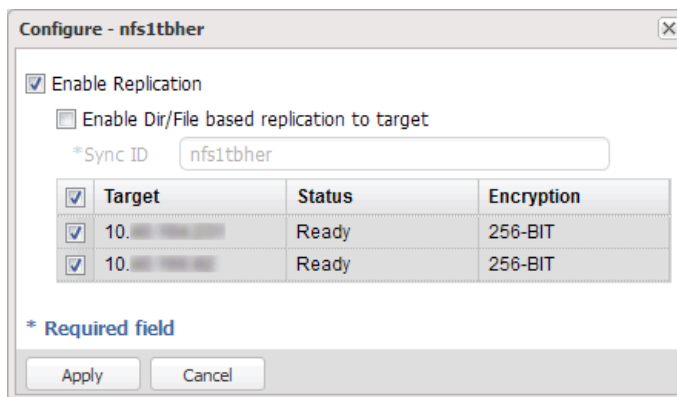 Configure - nfs1tbher
Enable Replication
Enable Dir/File based replication to target
*Sync ID nfs1tbher
Target Status Encryption
10. Ready 256-BIT
10. Ready 256-BIT
* Required field
Apply Cancel